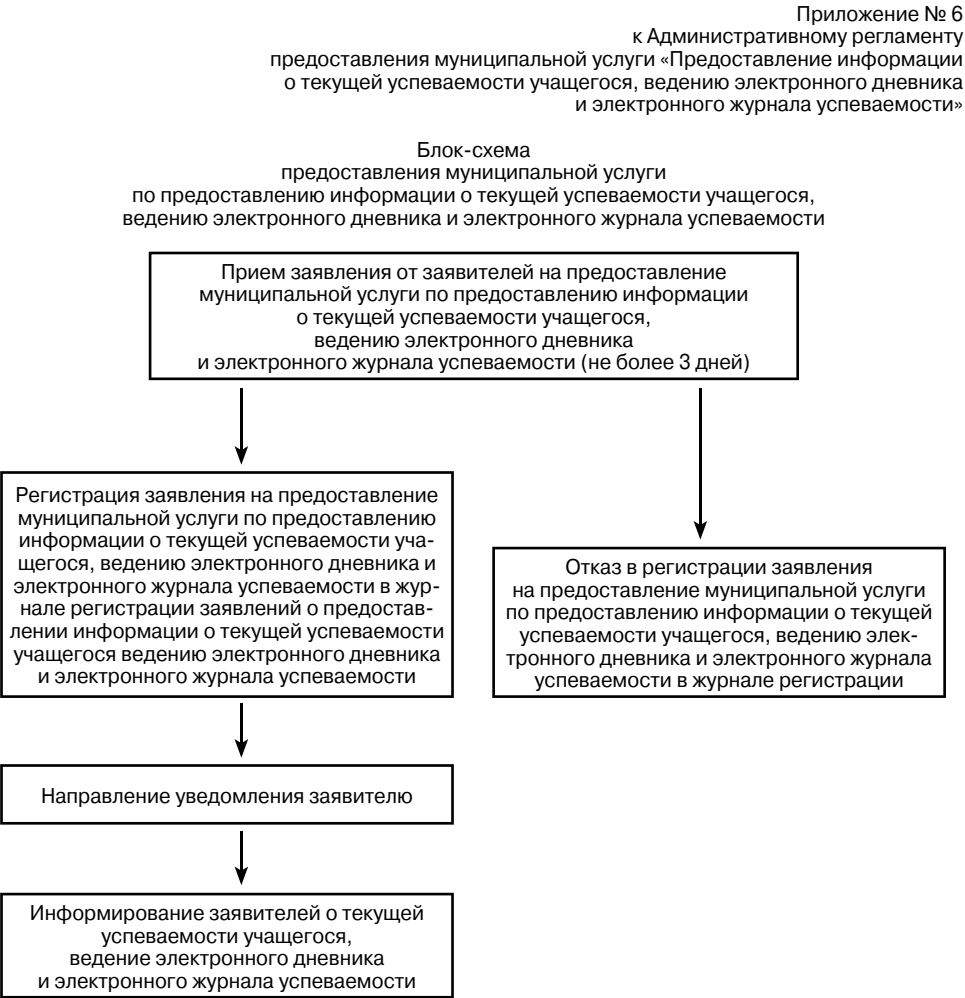 Приложение № 6
к Административному регламенту
предоставления муниципальной услуги «Предоставление информации
о текущей успеваемости учащегося, ведению электронного дневника
и электронного журнала успеваемости»
Блок-схема
предоставления муниципальной услуги
по предоставлению информации о текущей успеваемости учащегося,
ведению электронного дневника и электронного журнала успеваемости
Прием заявления от заявителей на предоставление
муниципальной услуги по предоставлению информации
о текущей успеваемости учащегося,
ведению электронного дневника
и электронного журнала успеваемости (не более 3 дней)
Регистрация заявления на предоставление
муниципальной услуги по предоставлению
информации о текущей успеваемости уча-
щегося, ведению электронного дневника и
электронного журнала успеваемости в жур-
нале регистрации заявлений о предостав-
лении информации о текущей успеваемости
учащегося ведению электронного дневника
и электронного журнала успеваемости
Отказ в регистрации заявления
на предоставление муниципальной услуги
по предоставлению информации о текущей
успеваемости учащегося, ведению элек-
тронного дневника и электронного журнала
успеваемости в журнале регистрации
Направление уведомления заявителю
Информирование заявителей о текущей
успеваемости учащегося,
ведение электронного дневника
и электронного журнала успеваемости